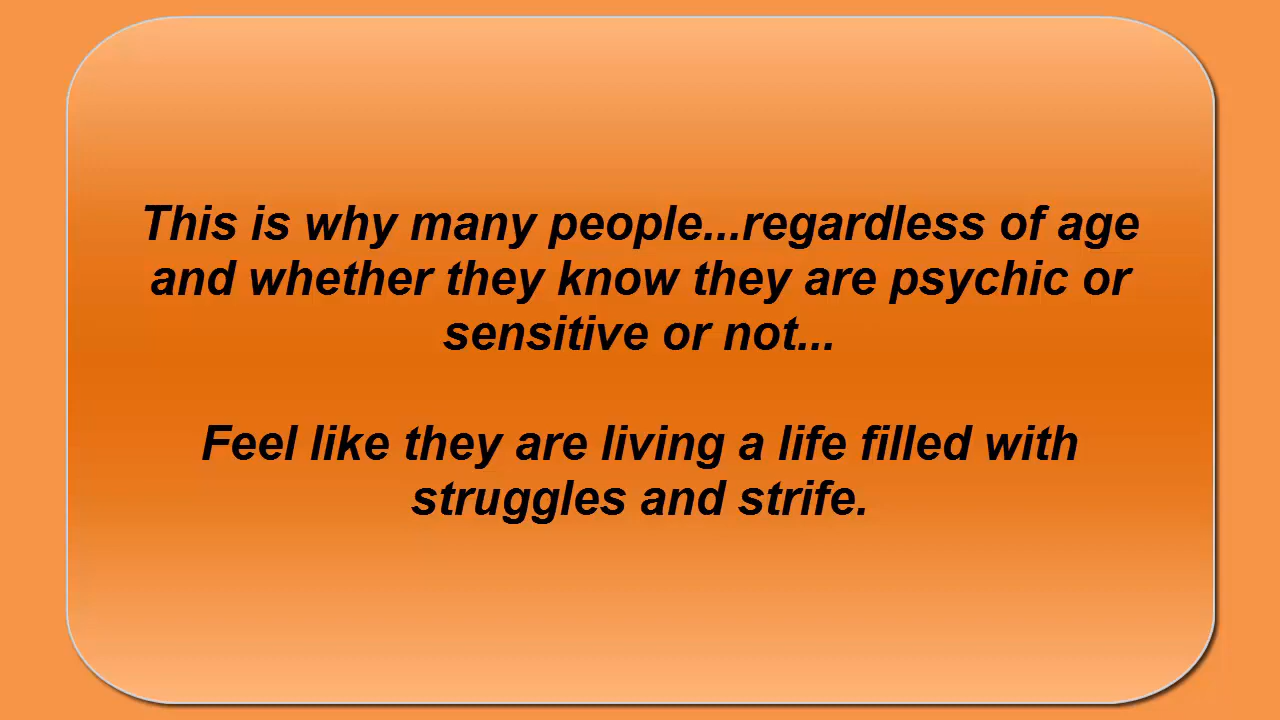 This is why many people...regardless of age
and whether they know they are psychic or
sensitive or not...
Feel like they are living a life filled with
struggles and strife.